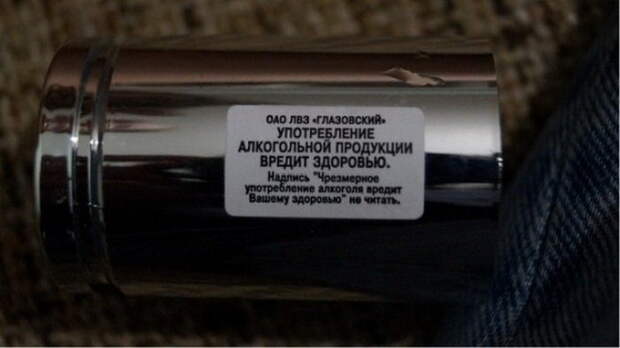 ОАО ЛВЗ «ГЛАЗОВСКИЙ»
УПОТРЕБЛЕНИЕ
АЛКОГОЛЬНОЙ ПРОДУКЦИИ
ВРЕДИТ ЗДОРОВЬЮ.
Надпись "Чрезмерное
употребление алкоголя вредит
"Вашему здоровью" не читать.